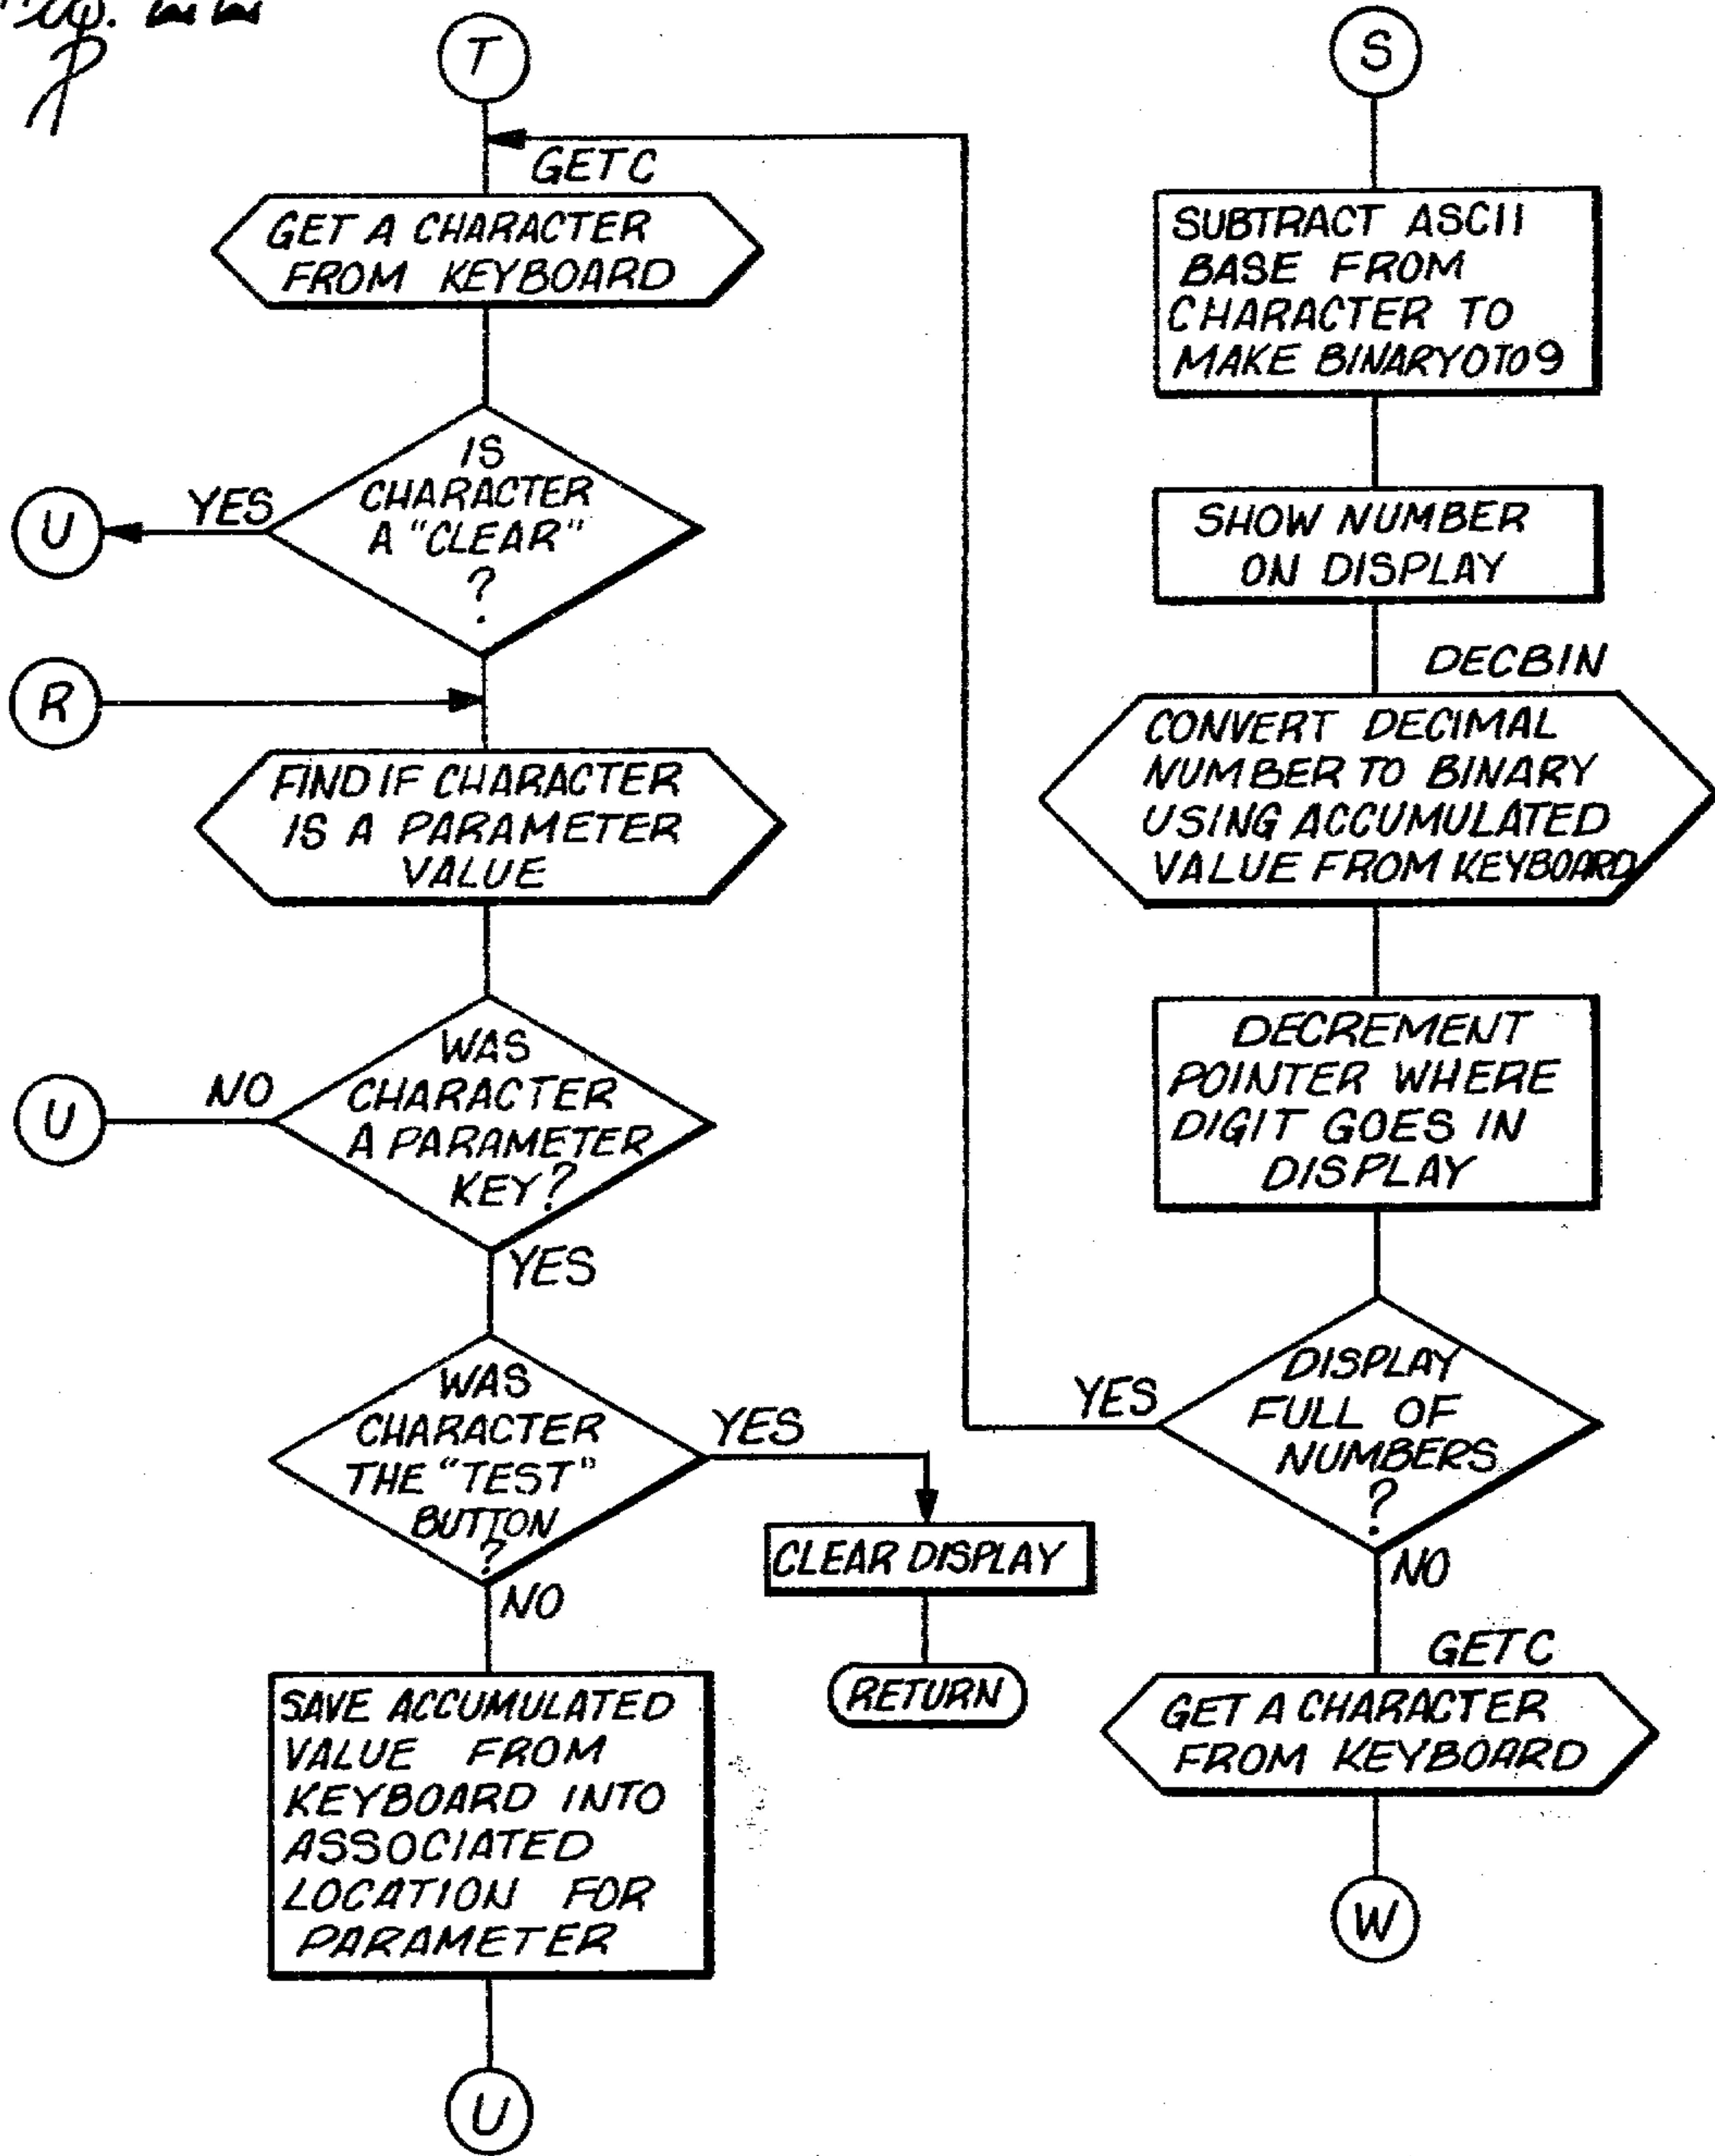 T
GETC
GET A CHARACTER
FROM KEYBOARD
IS
CHARACTER
A "CLEAR"
?
YES
U
R
FIND IF CHARACTER
IS A PARAMETER
VALUE
WAS
CHARACTER
A PARAMETER
KEY?
NO
U
YES
WAS
CHARACTER
THE "TEST"
BUTTON
?
YES
CLEAR DISPLAY
RETURN
NO
SAVE ACCUMULATED
VALUE FROM
KEYBOARD INTO
ASSOCIATED
LOCATION FOR
PARAMETER
U
S
SUBTRACT ASCII
BASE FROM
CHARACTER TO
MAKE BINARY 0 TO 9
SHOW NUMBER
ON DISPLAY
DECBIN
CONVERT DECIMAL
NUMBER TO BINARY
USING ACCUMULATED
VALUE FROM KEYBOARD
DECREMENT
POINTER WHERE
DIGIT GOES IN
DISPLAY
DISPLAY
FULL OF
NUMBERS
?
YES
NO
GETC
GET A CHARACTER
FROM KEYBOARD
W